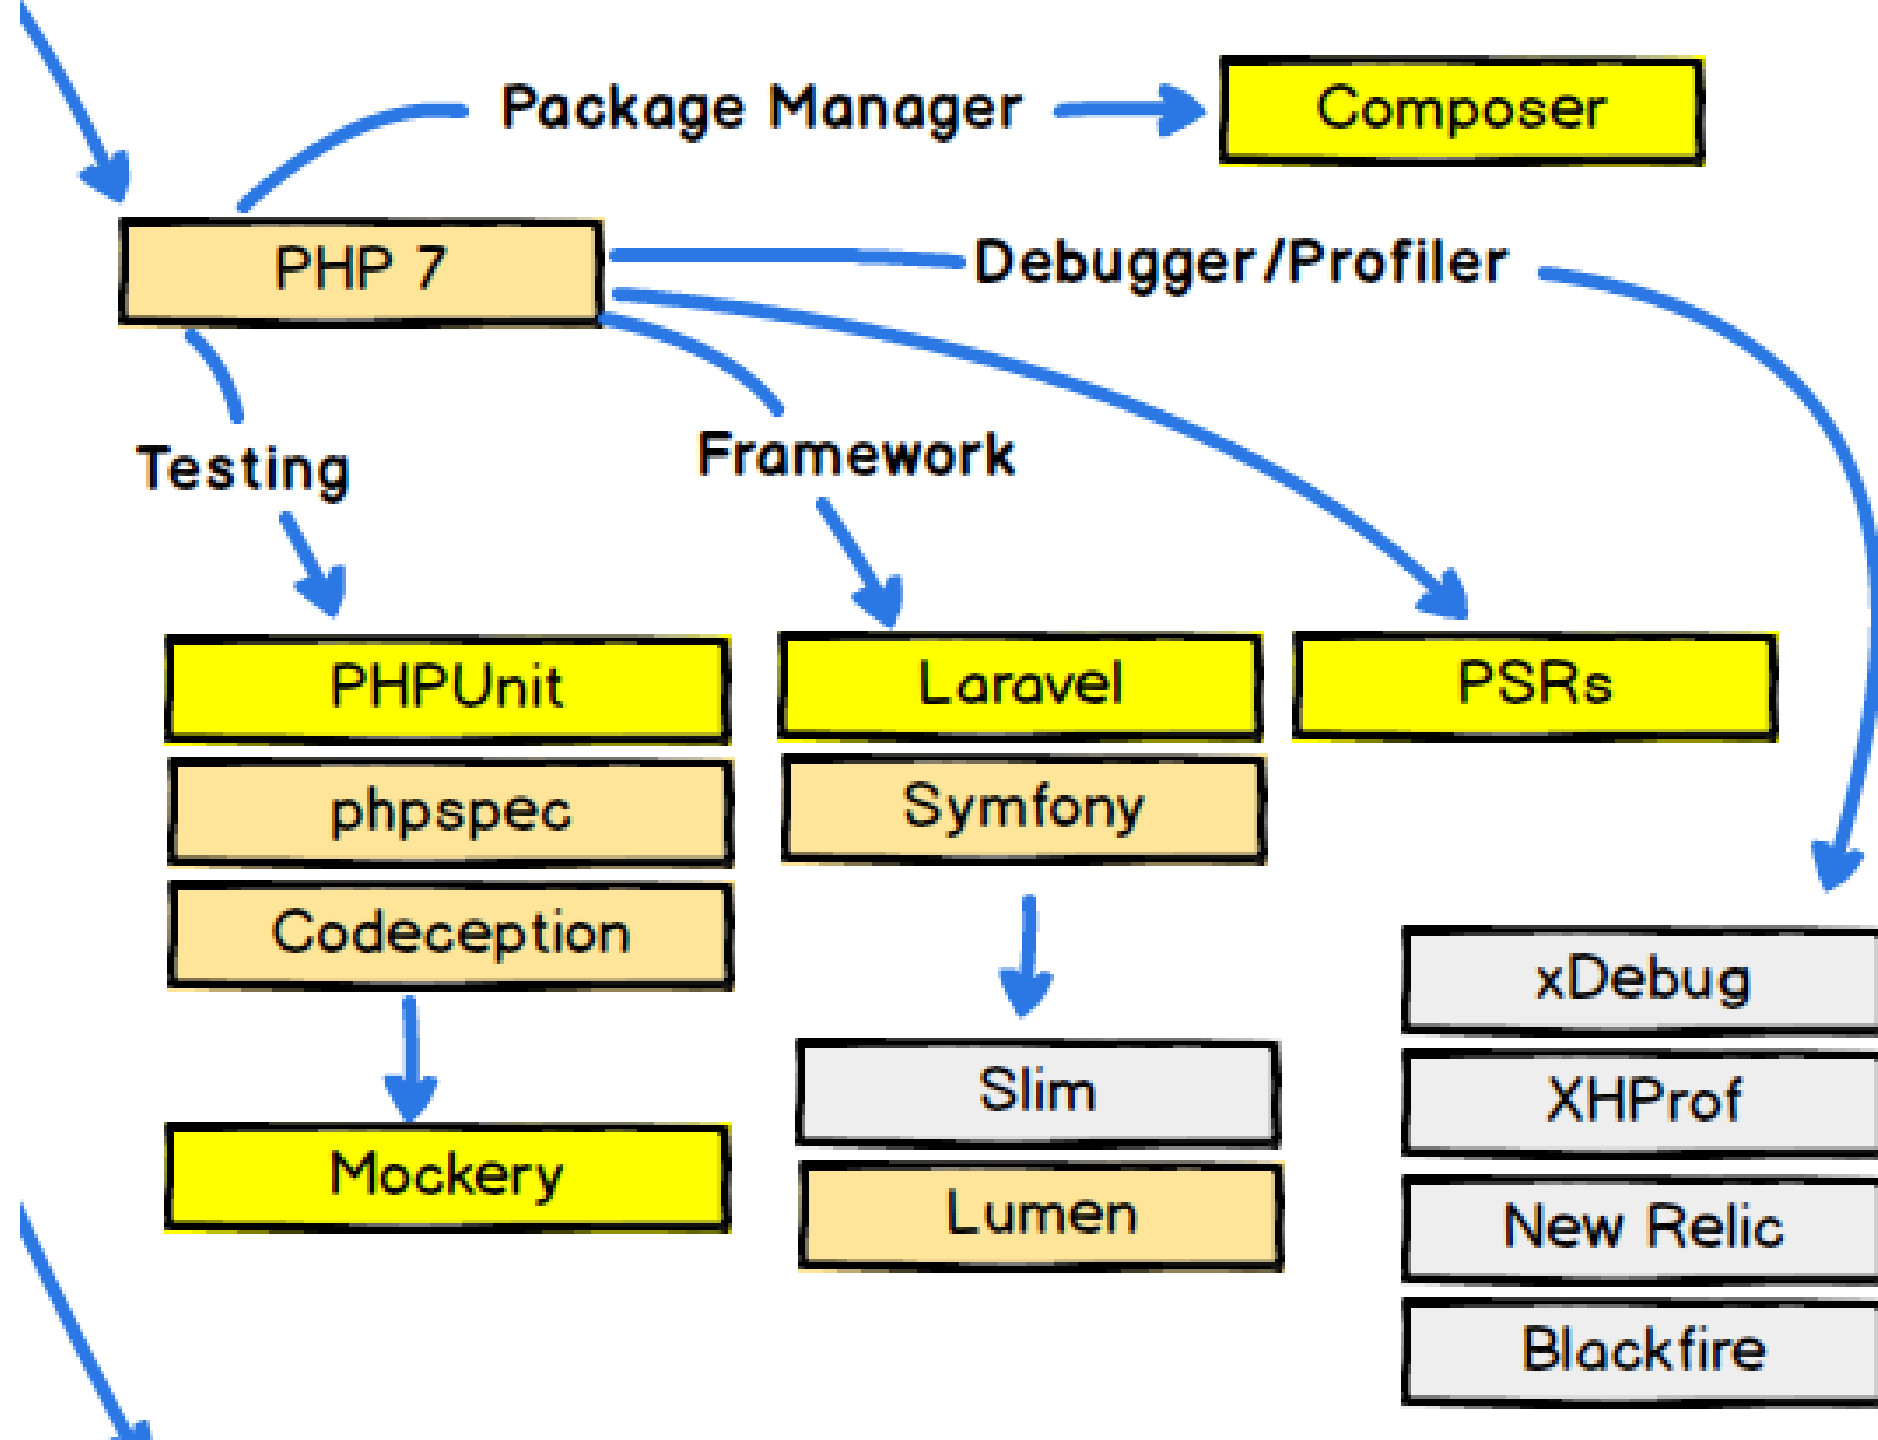 Package Manager
Composer
PHP 7
Debugger/Profiler
Testing
Framework
PHPUnit
Laravel
PSRs
phpspec
Symfony
Codeception
xDebug
Slim
XHProf
Mockery
Lumen
New Relic
Blackfire